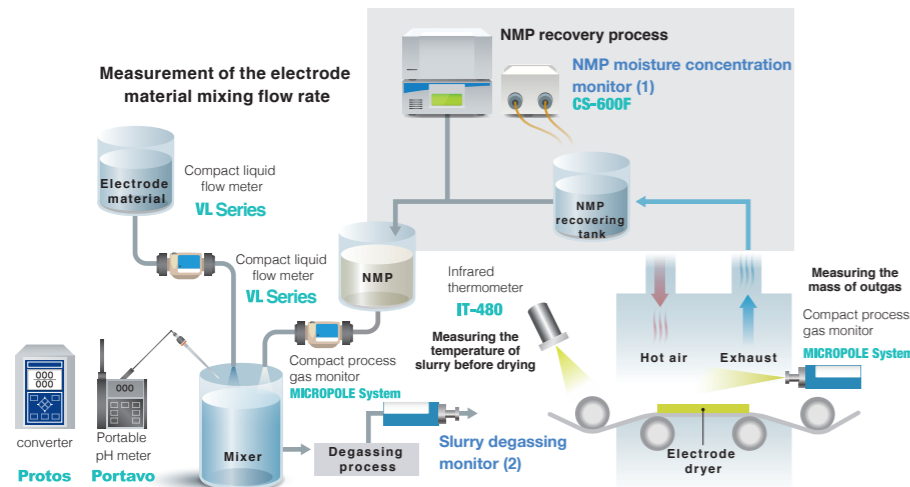 NMP recovery process
NMP moisture concentration
monitor (1)
CS-600F
Measurement of the electrode
material mixing flow rate
Electrode
material
Compact liquid
flow meter
VL Series
NMP
recovering
tank
Compact liquid
flow meter
VL Series
NMP
Infrared
thermometer
IT-480
Measuring the
temperature of
slurry before drying
Measuring the
mass of outgas
Compact process
gas monitor
MICROPOLE System
Hot air
Exhaust
Compact process
gas monitor
MICROPOLE System
000
000
000
converter
Protos
Portable
pH meter
Portavo
Mixer
Degassing
process
Slurry degassing
monitor (2)
Electrode
dryer